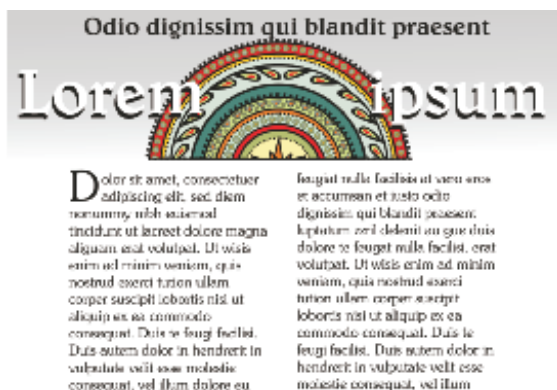 Odio dignissim qui blandit praesent
Lorem ipsum
Dolor sit amet, consectetuer
adipiscing elit, sed diem
nonummy nibh euismod
tincidunt ut lacreet dolore magna
aliguam erat volutpat. Ut wisis
enim ad minim veniam, quis
nostrud exerci tution ullam
corper suscipit lobortis nisl ut
aliquip ex ea commodo
consequat. Duis te feugi facilisi.
Duis autem dolor in hendrerit in
vulputate velit esse molestie
consequat, vel illum dolore eu
feugiat nulla facilisis at vero eros
et accumsan et iusto odio
dignissim qui blandit praesent
luptatum zzril delenit au gue duis
dolore te feugat nulla facilisi. erat
volutpat. Ut wisis enim ad minim
veniam, quis nostrud exerci
tution ullam corper suscipit
lobortis nisl ut aliquip ex ea
commodo consequat. Duis te
feugi facilisi. Duis autem dolor in
hendrerit in vulputate velit esse
molestie consequat, vel illum